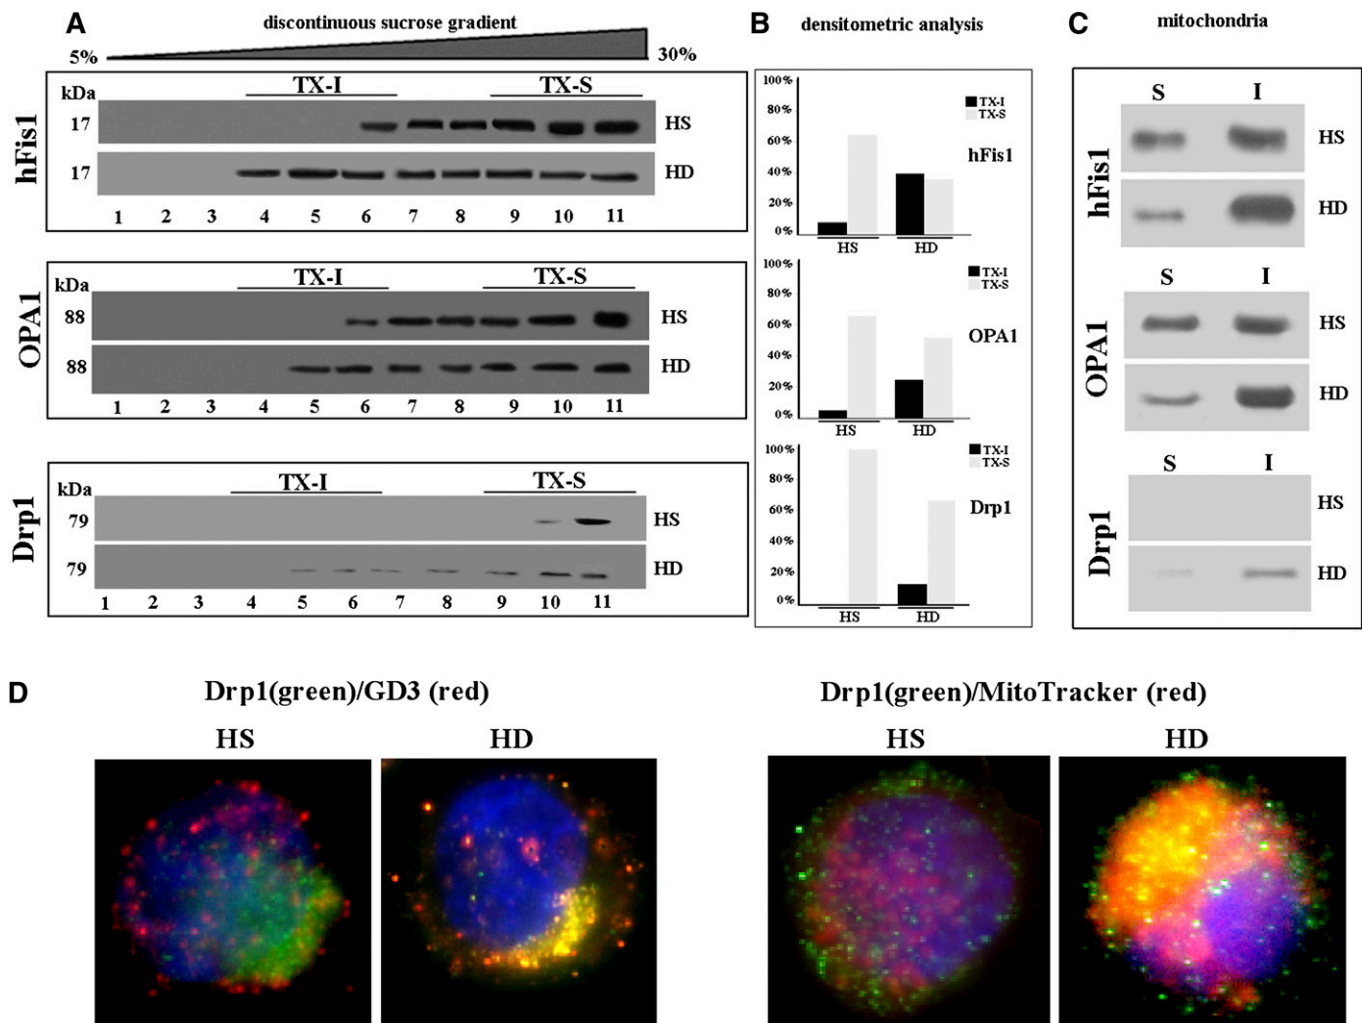 A
discontinuous sucrose gradient
5%
30%
kDa
TX-I
TX-S
hFis1
17
HS
17
HD
1 2 3 4 5 6 7 8 9 10 11
kDa
TX-I
TX-S
OPA1
88
HS
88
HD
1 2 3 4 5 6 7 8 9 10 11
kDa
TX-I
TX-S
Drp1
79
HS
79
HD
1 2 3 4 5 6 7 8 9 10 11
B
densitometric analysis
100%
80%
60%
40%
20%
0%
TX-I
TX-S
hFis1
HS
HD
100%
80%
60%
40%
20%
0%
TX-I
TX-S
OPA1
HS
HD
100%
80%
60%
40%
20%
0%
TX-I
TX-S
Drp1
HS
HD
C
mitochondria
S I
hFis1
HS
HD
S I
OPA1
HS
HD
S I
Drp1
HS
HD
D
Drp1(green)/GD3 (red)
HS
HD
Drp1(green)/MitoTracker (red)
HS
HD